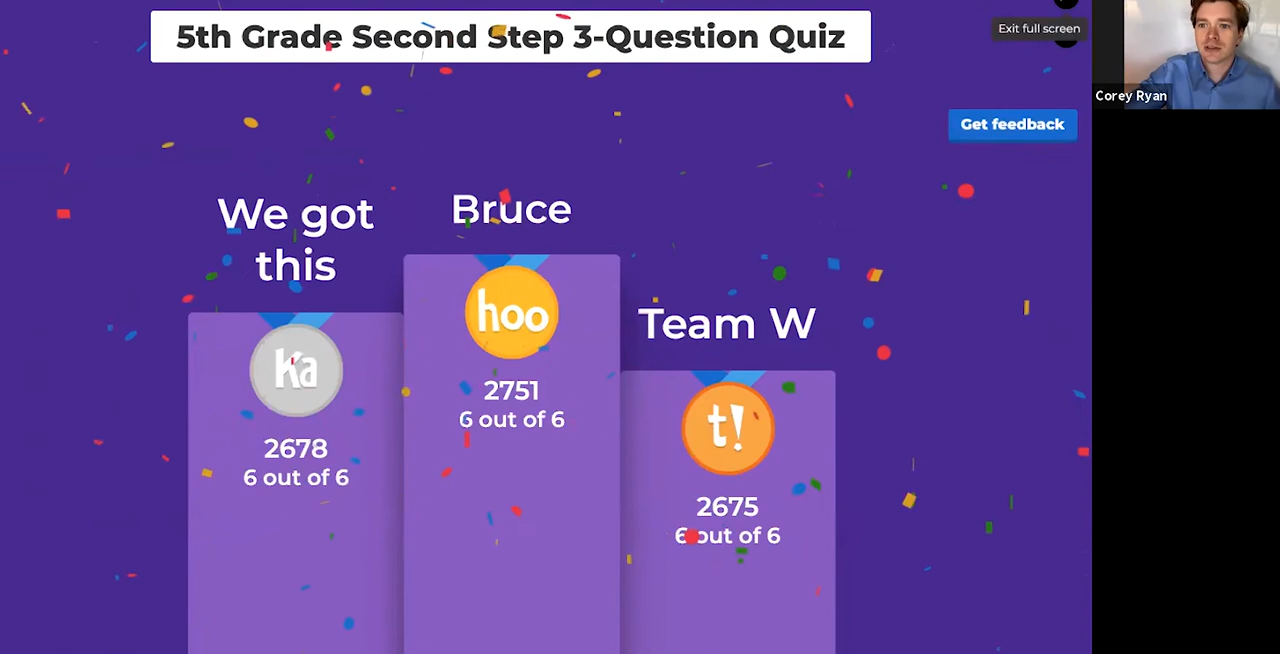 5th Grade Second Step 3-Question Quiz
Exit full screen
Corey Ryan
Get feedback
We got
this
Bruce
Team W
ka
2678
6 out of 6
hoo
2751
6 out of 6
t!
2675
6 out of 6